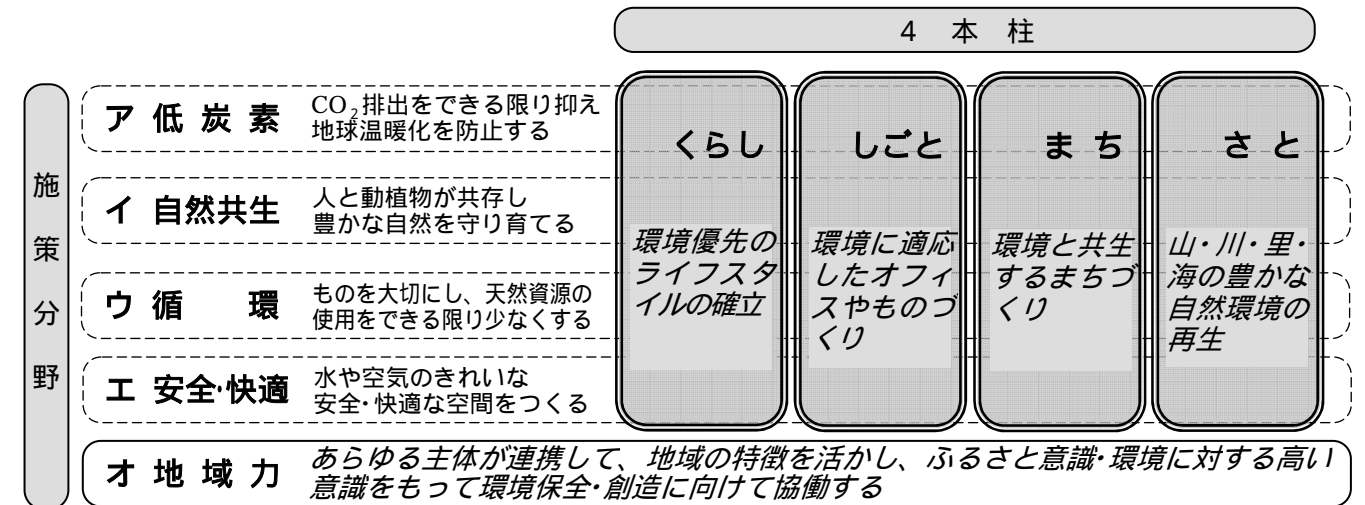 4 本 柱
施策分野
ア 低炭素
CO₂排出をできる限り抑え
地球温暖化を防止する
イ 自然共生
人と動植物が共存し
豊かな自然を守り育てる
ウ 循環
ものを大切にし、天然資源の
使用をできる限り少なくする
エ 安全・快適
水や空気のきれいな
安全・快適な空間をつくる
くらし
環境優先の
ライフスタ
イルの確立
しごと
環境に適応
したオフィ
スやものづ
くり
まち
環境と共生
するまちづ
くり
さと
山・川・里・
海の豊かな
自然環境の
再生
オ 地域力
あらゆる主体が連携して、地域の特徴を活かし、ふるさと意識・環境に対する高い
意識をもって環境保全・創造に向けて協働する